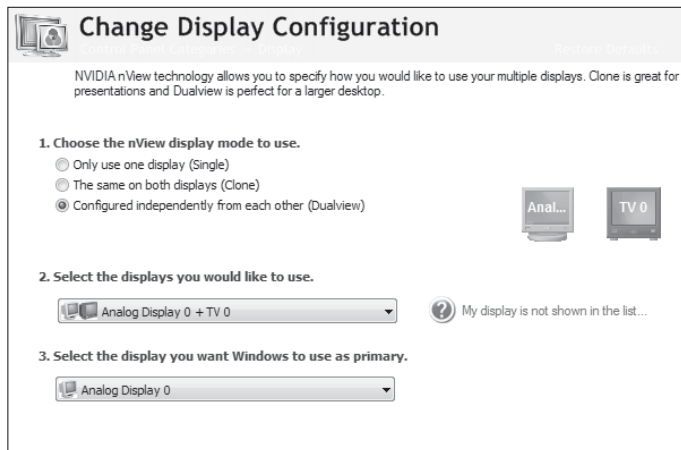 Change Display Configuration
Control Panel Categories > Display
Restore Defaults
NVIDIA nView technology allows you to specify how you would like to use your multiple displays. Clone is great for
presentations and Dualview is perfect for a larger desktop.
1. Choose the nView display mode to use.
Only use one display (Single)
The same on both displays (Clone)
Configured independently from each other (Dualview)
Anal...
TV 0
2. Select the displays you would like to use.
Analog Display 0 + TV 0
My display is not shown in the list...
3. Select the display you want Windows to use as primary.
Analog Display 0